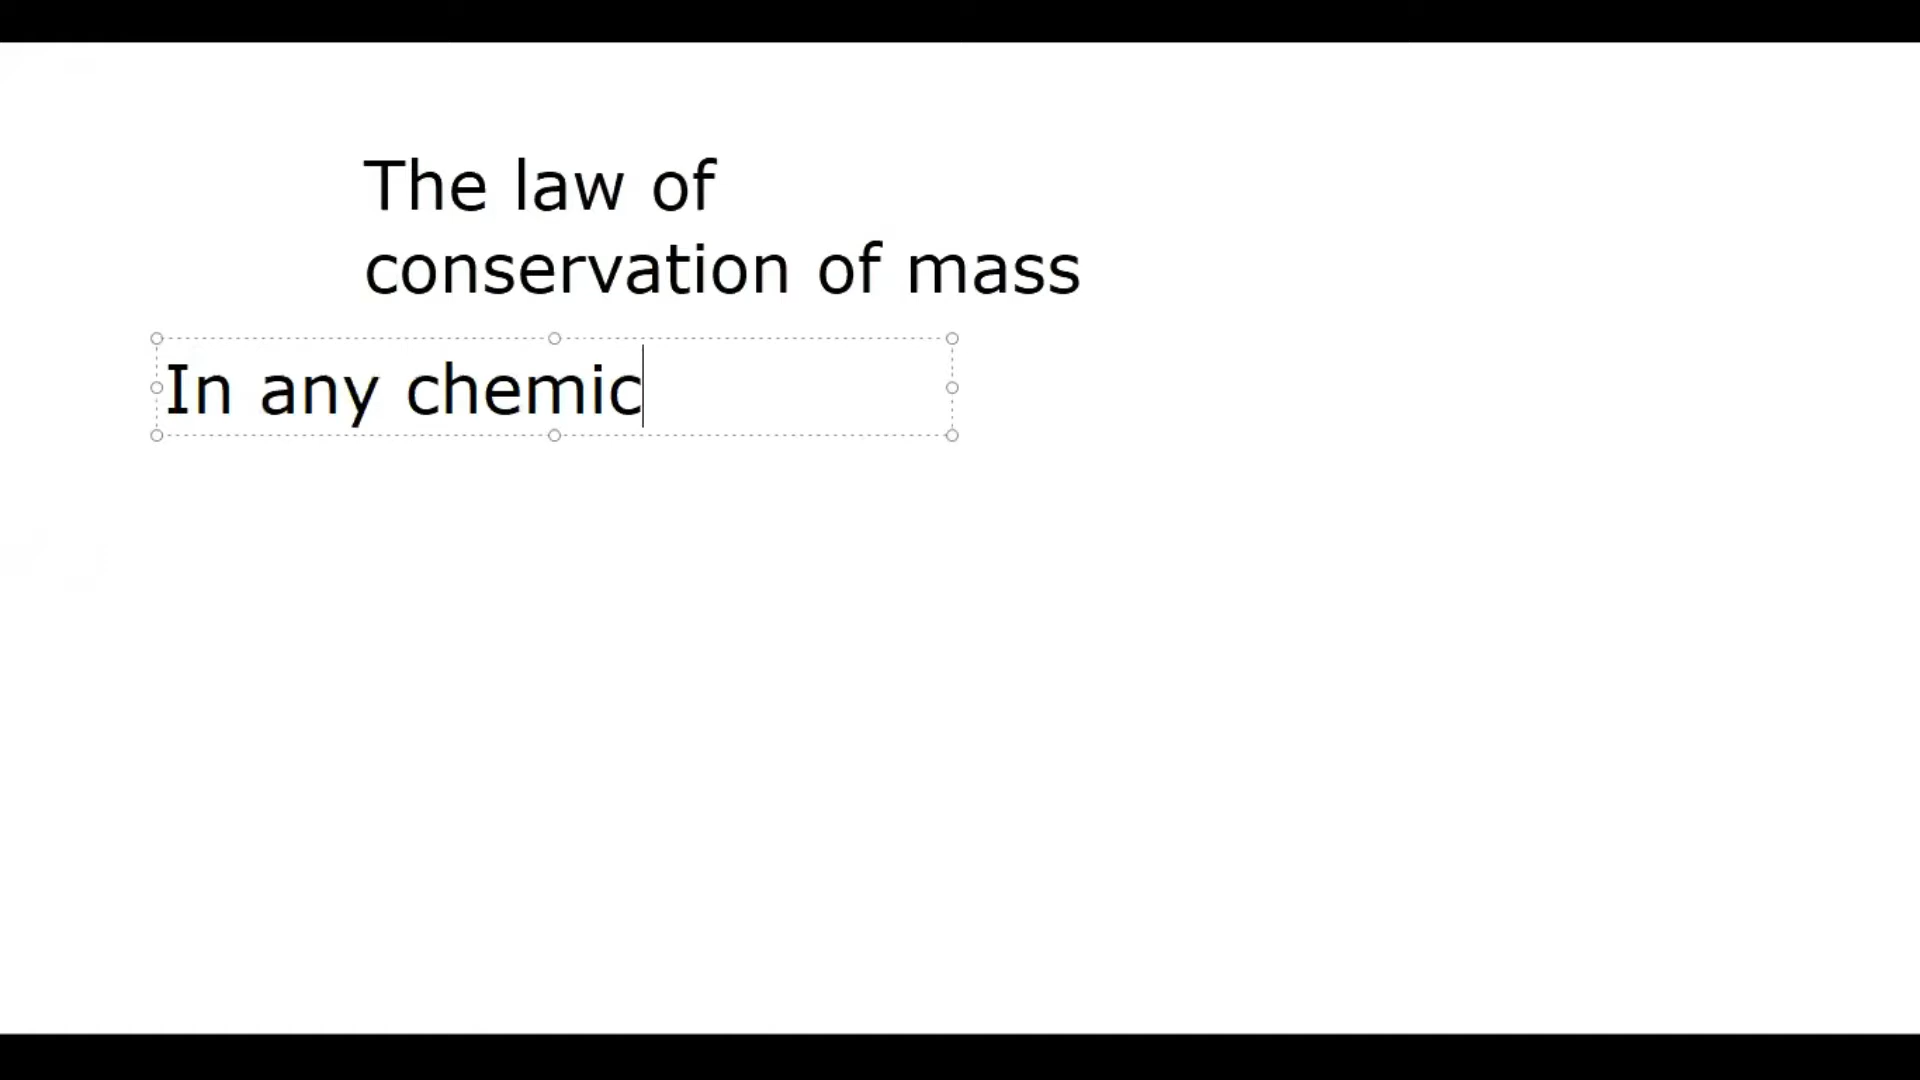 The law of
conservation of mass
In any chemic